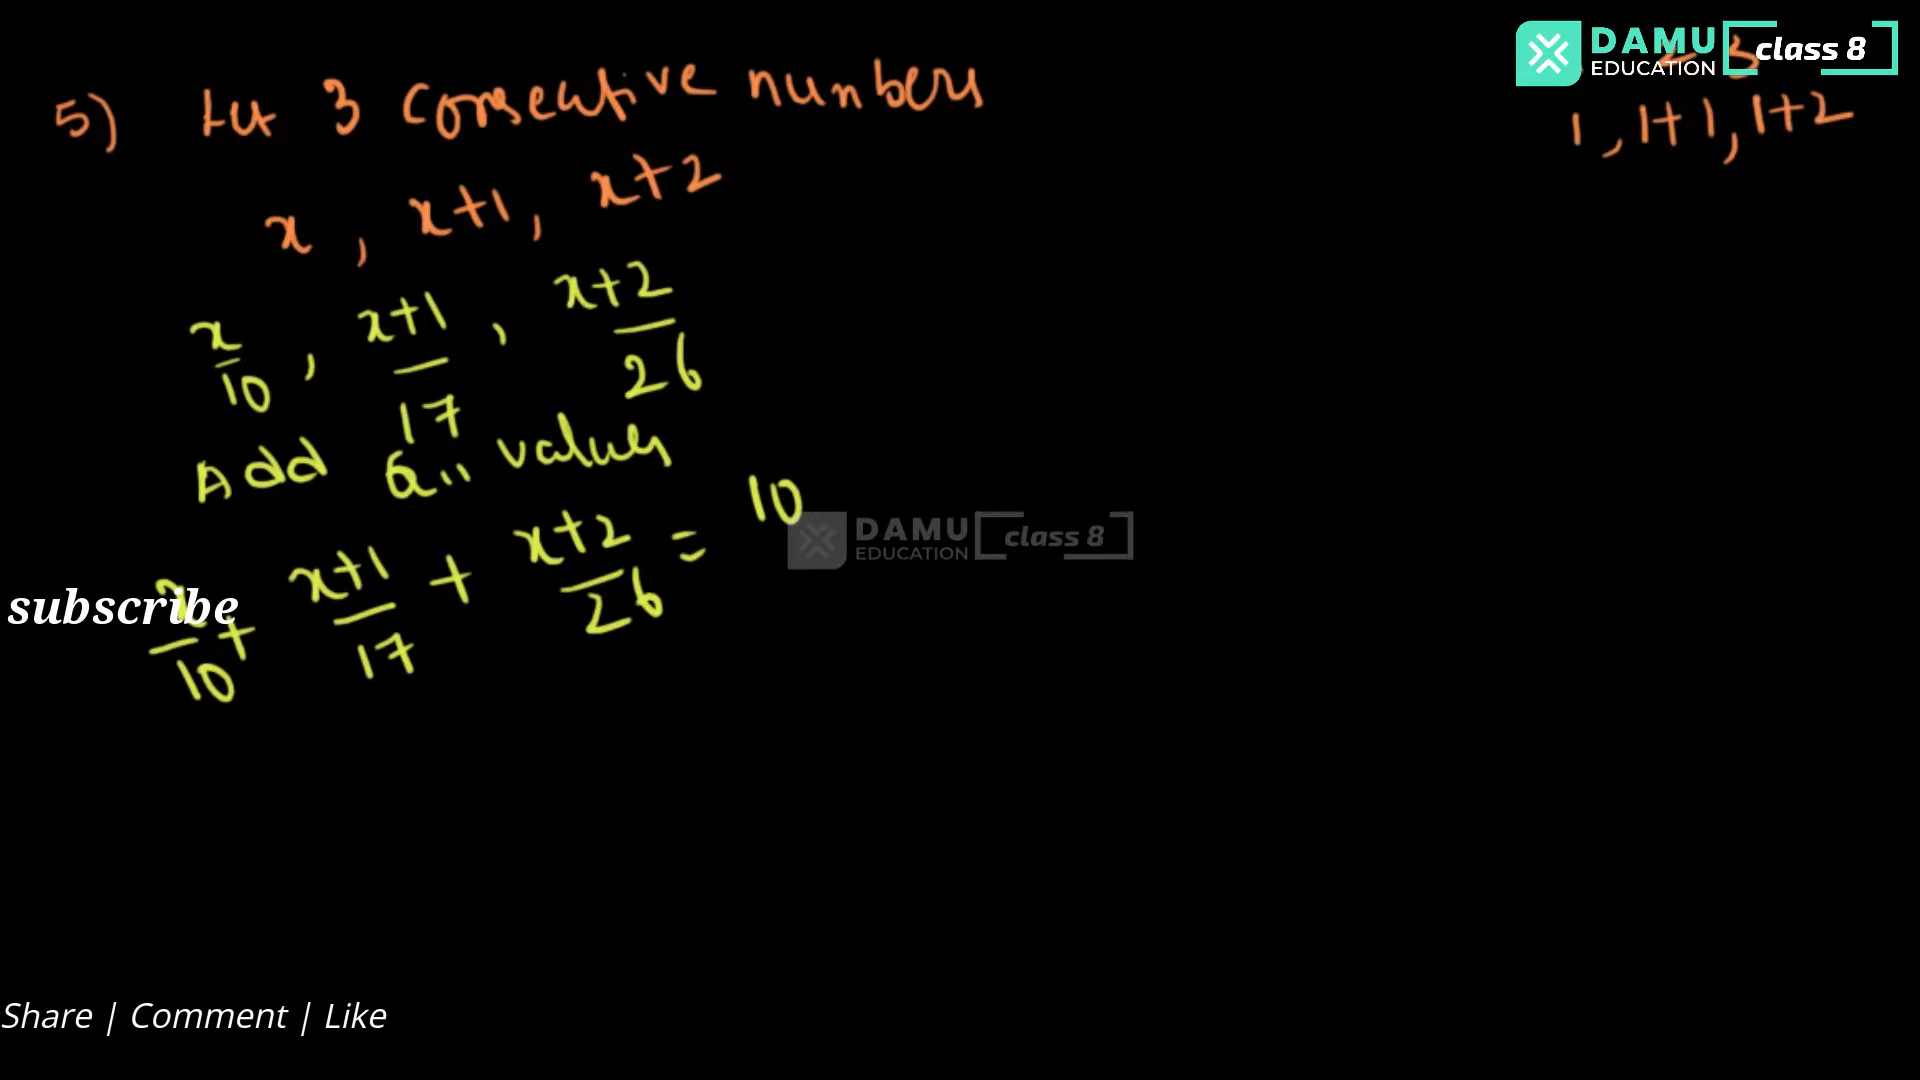 DAMU EDUCATION class 8
5) Let 3 consecutive numbers
1, 1+1, 1+2
x, x+1, x+2
x/10, x+1/17, x+2/26
Add all values
x/10 + x+1/17 + x+2/26 = 10
DAMU EDUCATION class 8
subscribe
Share | Comment | Like